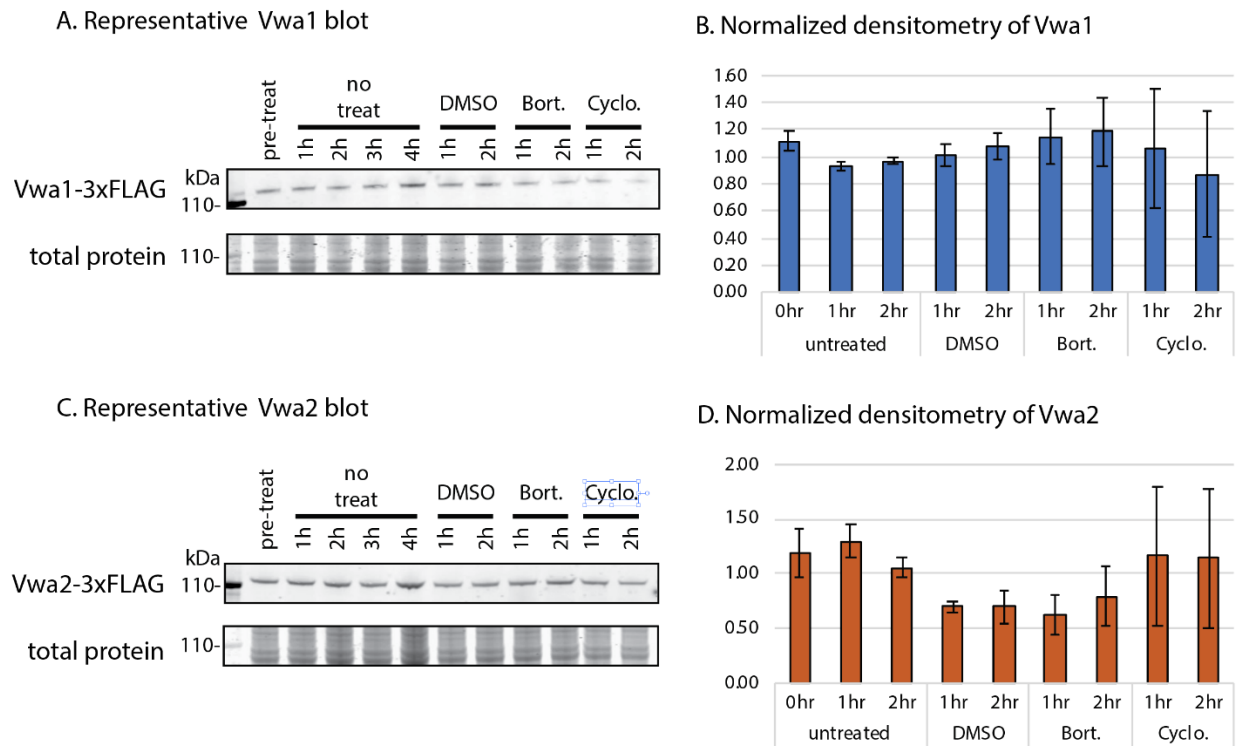 A. Representative Vwa1 blot
pre-treat
no
treat
DMSO
Bort.
Cyclo.
1h 2h 3h 4h 1h 2h 1h 2h 1h 2h
kDa
Vwa1-3xFLAG
110-
total protein
110-
B. Normalized densitometry of Vwa1
1.60
1.40
1.20
1.00
0.80
0.60
0.40
0.20
0.00
0hr 1hr 2hr 1hr 2hr 1hr 2hr 1hr 2hr
untreated DMSO Bort. Cyclo.
C. Representative Vwa2 blot
pre-treat
no
treat
DMSO
Bort.
Cyclo.
1h 2h 3h 4h 1h 2h 1h 2h 1h 2h
kDa
Vwa2-3xFLAG
110-
total protein
110-
D. Normalized densitometry of Vwa2
2.00
1.50
1.00
0.50
0.00
0hr 1hr 2hr 1hr 2hr 1hr 2hr 1hr 2hr
untreated DMSO Bort. Cyclo.